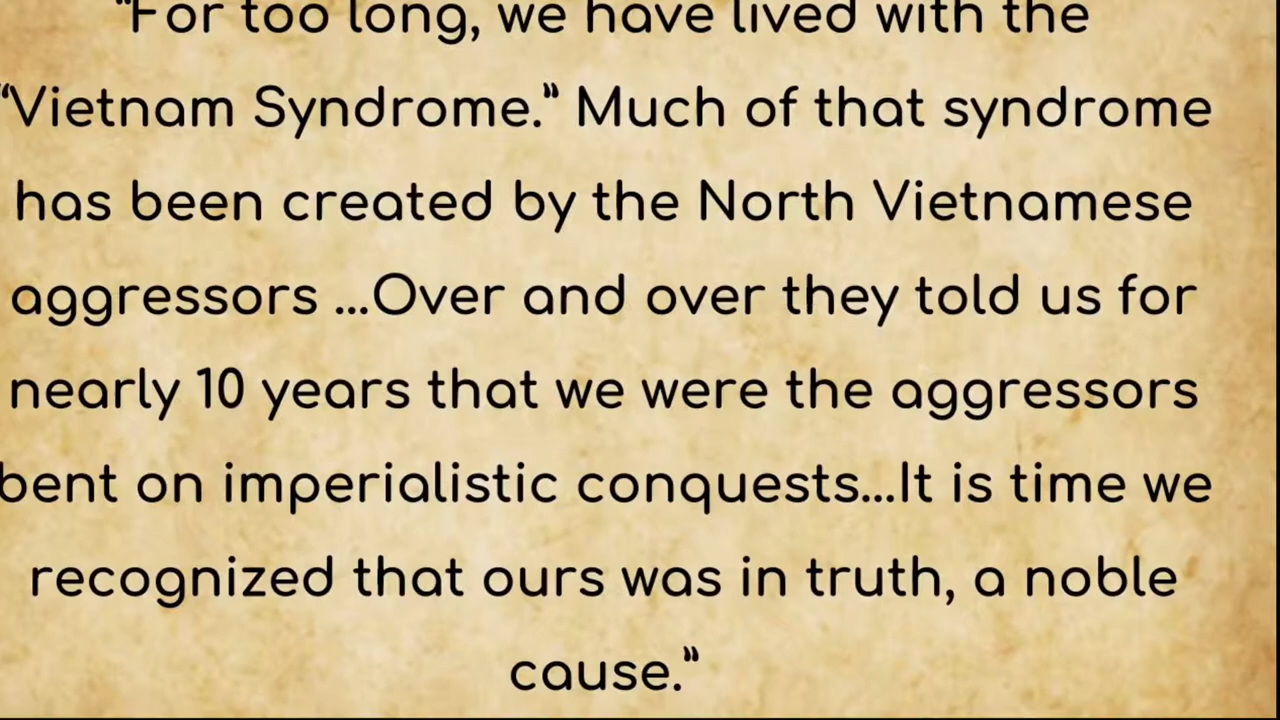 "For too long, we have lived with the
"Vietnam Syndrome." Much of that syndrome
has been created by the North Vietnamese
aggressors ...Over and over they told us for
nearly 10 years that we were the aggressors
bent on imperialistic conquests...It is time we
recognized that ours was in truth, a noble
cause."